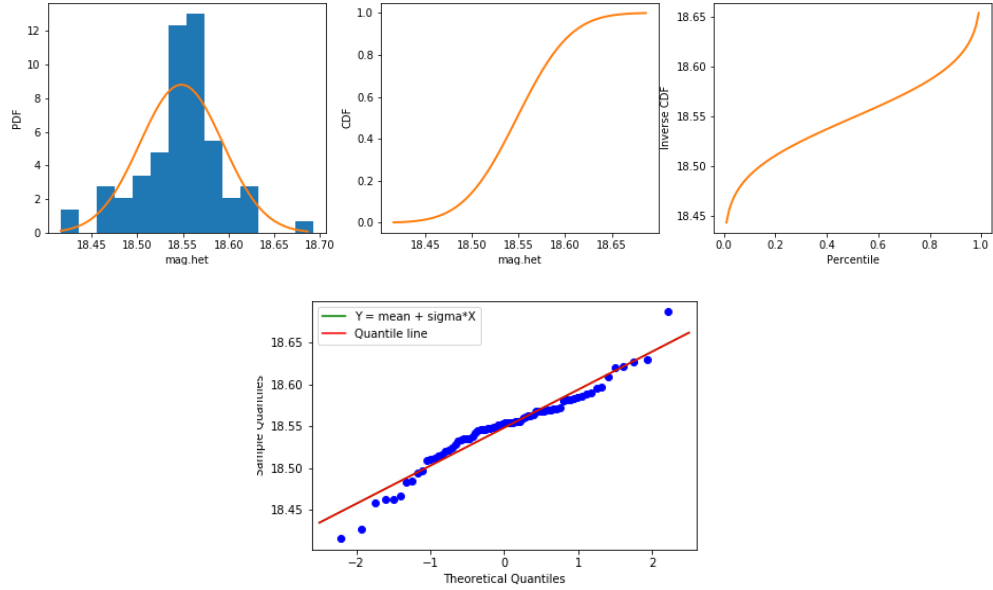 PDF
12
10
8
6
4
2
0
18.45 18.50 18.55 18.60 18.65 18.70
mag.het
CDF
1.0
0.8
0.6
0.4
0.2
0.0
18.45 18.50 18.55 18.60 18.65
mag.het
Inverse CDF
18.65
18.60
18.55
18.50
18.45
0.0 0.2 0.4 0.6 0.8 1.0
Percentile
Y = mean + sigma*X
Quantile line
Sample Quantiles
18.65
18.60
18.55
18.50
18.45
−2 −1 0 1 2
Theoretical Quantiles